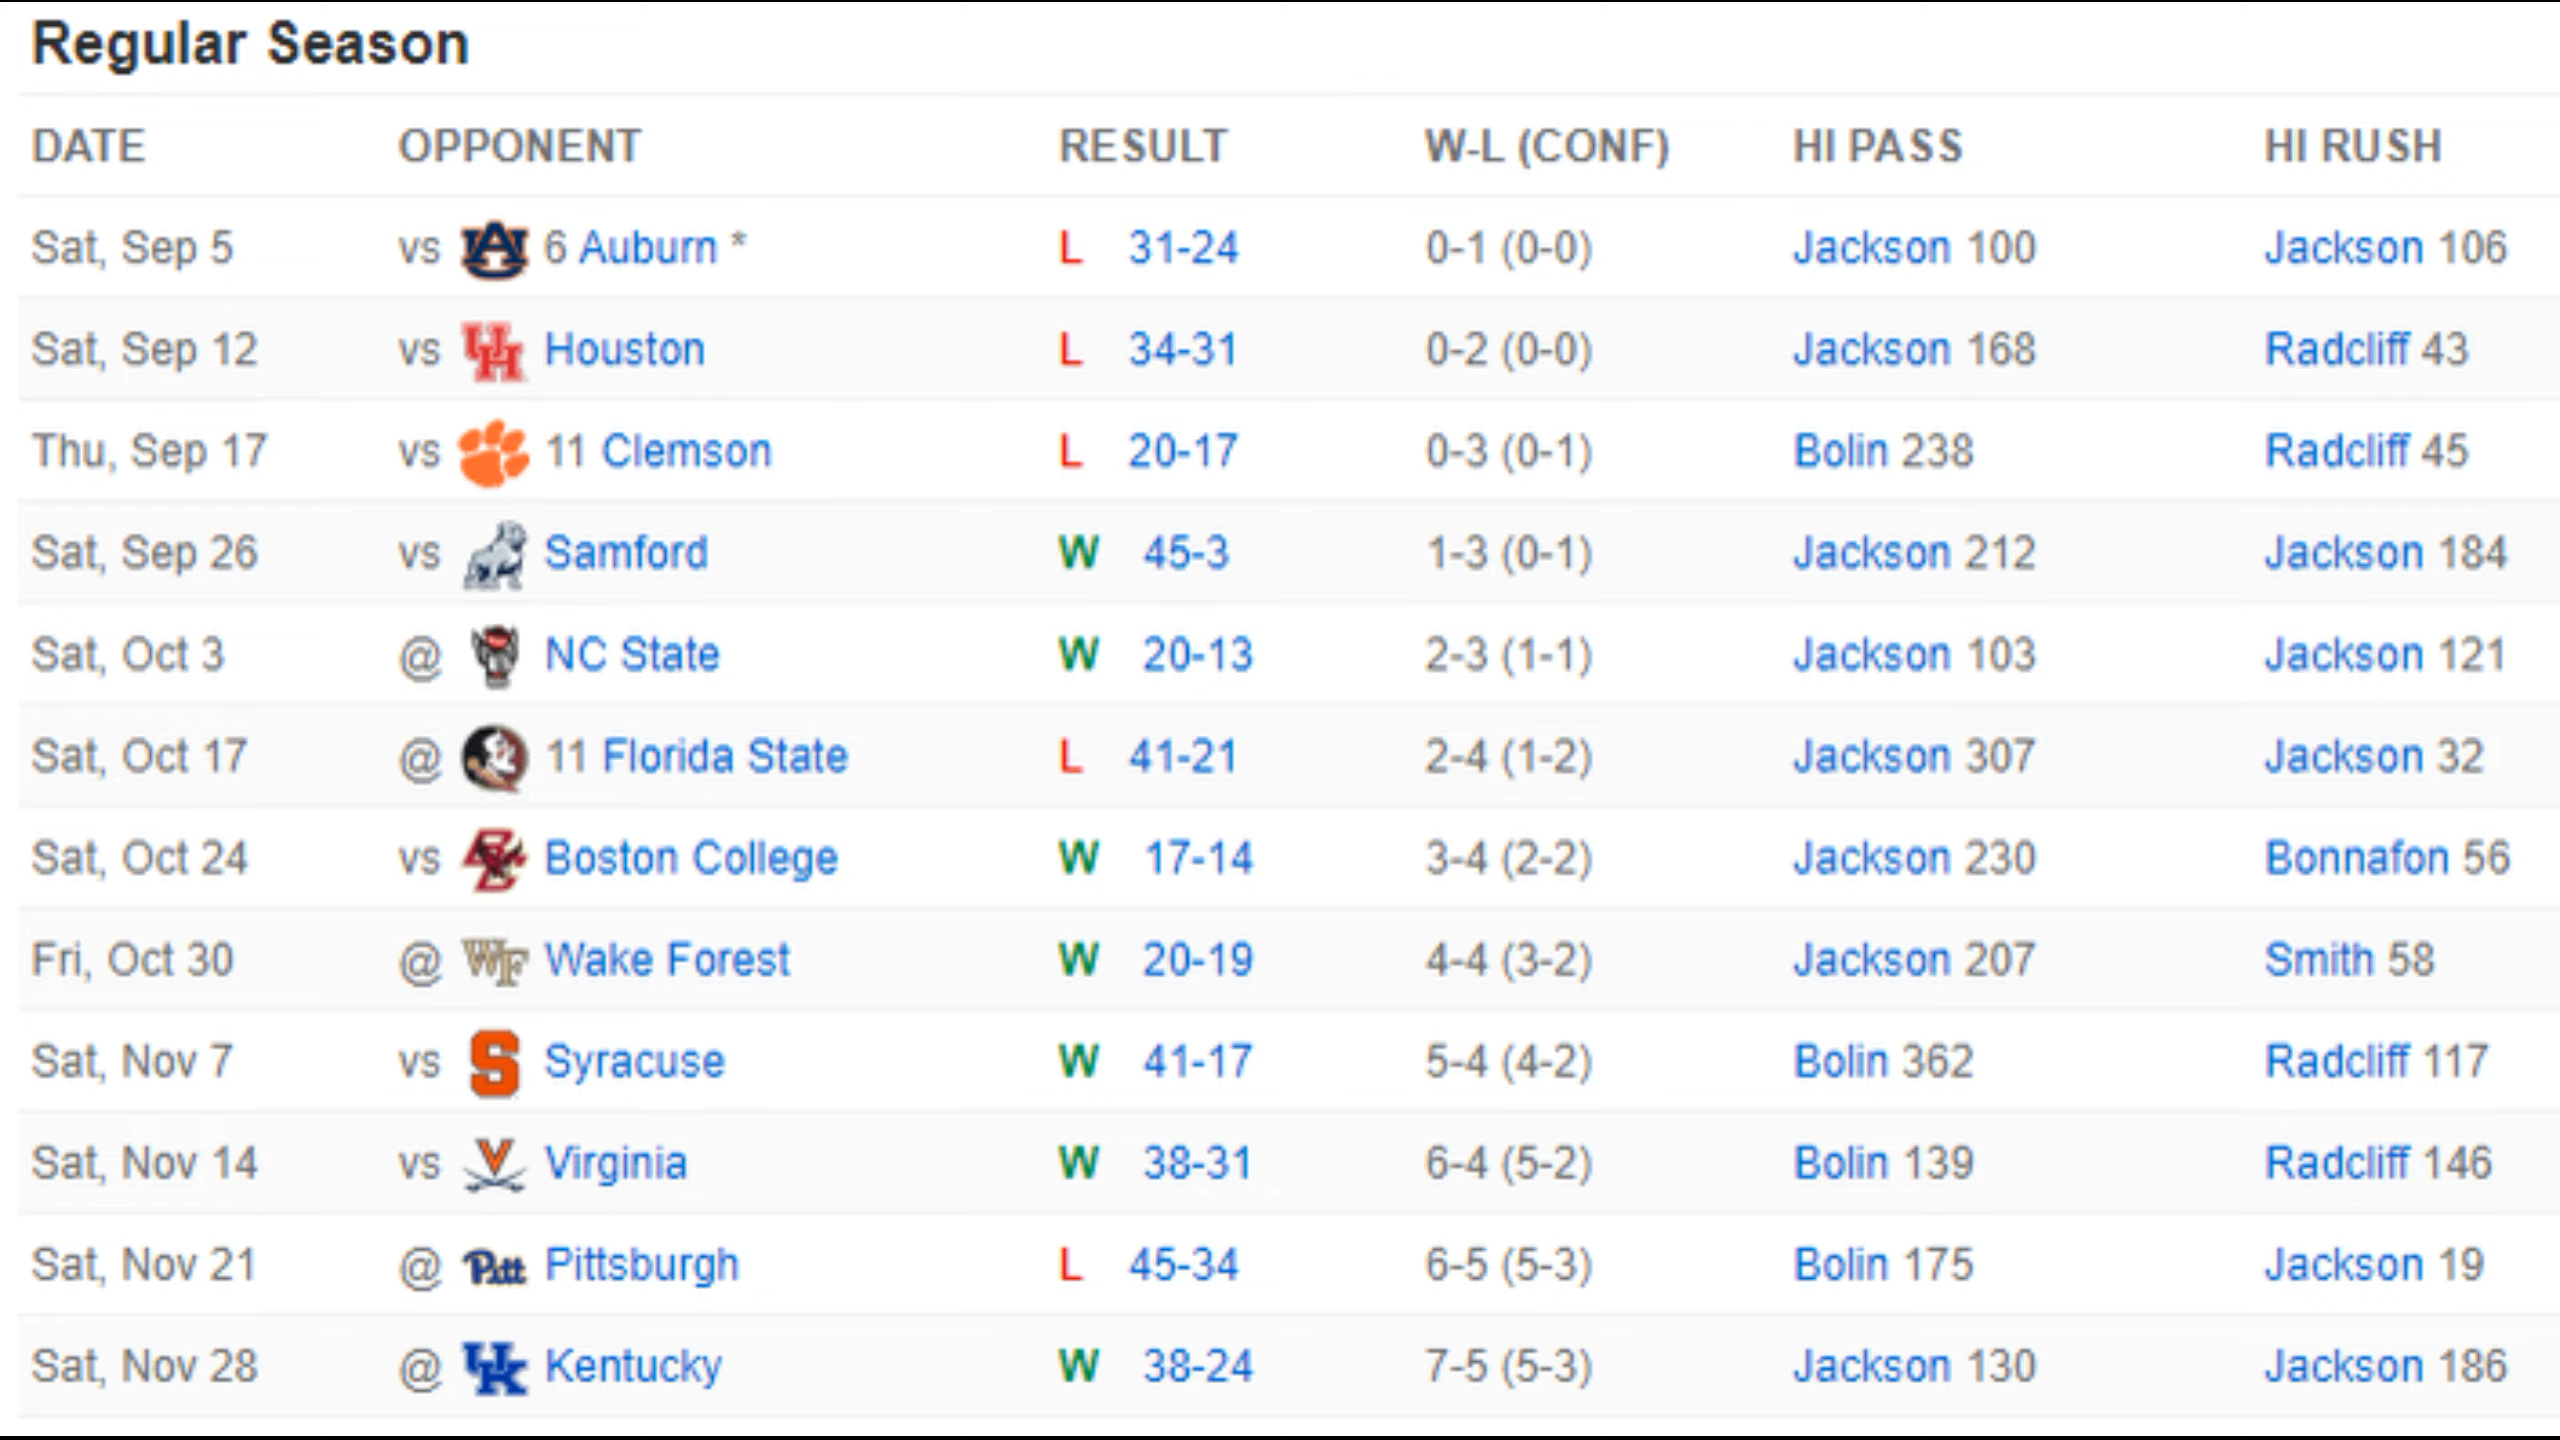 Regular Season
DATE OPPONENT RESULT W-L (CONF) HI PASS HI RUSH
Sat, Sep 5 vs AU 6 Auburn * L 31-24 0-1 (0-0) Jackson 100 Jackson 106
Sat, Sep 12 vs UH Houston L 34-31 0-2 (0-0) Jackson 168 Radcliff 43
Thu, Sep 17 vs 11 Clemson L 20-17 0-3 (0-1) Bolin 238 Radcliff 45
Sat, Sep 26 vs Samford W 45-3 1-3 (0-1) Jackson 212 Jackson 184
Sat, Oct 3 @ NC State W 20-13 2-3 (1-1) Jackson 103 Jackson 121
Sat, Oct 17 @ 11 Florida State L 41-21 2-4 (1-2) Jackson 307 Jackson 32
Sat, Oct 24 vs BC Boston College W 17-14 3-4 (2-2) Jackson 230 Bonnafon 56
Fri, Oct 30 @ WF Wake Forest W 20-19 4-4 (3-2) Jackson 207 Smith 58
Sat, Nov 7 vs S Syracuse W 41-17 5-4 (4-2) Bolin 362 Radcliff 117
Sat, Nov 14 vs V Virginia W 38-31 6-4 (5-2) Bolin 139 Radcliff 146
Sat, Nov 21 @ Pitt Pittsburgh L 45-34 6-5 (5-3) Bolin 175 Jackson 19
Sat, Nov 28 @ UK Kentucky W 38-24 7-5 (5-3) Jackson 130 Jackson 186